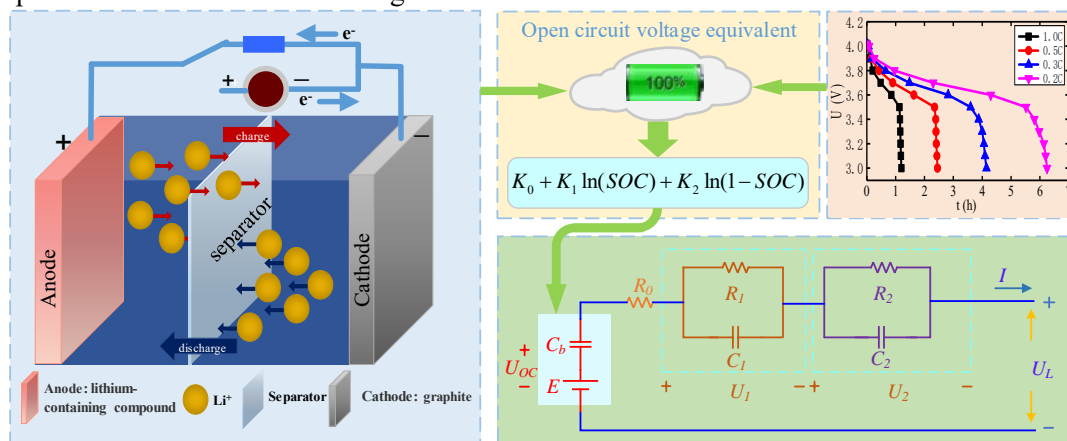 e⁻
+
−
e⁻
+
−
charge
separator
Anode
Cathode
discharge
Anode: lithium-
containing compound
Li⁺
Separator
Cathode: graphite
Open circuit voltage equivalent
100%
K₀ + K₁ ln(SOC) + K₂ ln(1−SOC)
4.2
4.0
3.8
3.6
3.4
3.2
3.0
U (V)
1.0C
0.5C
0.3C
0.2C
0 1 2 3 4 5 6 7
t (h)
R₀
R₁
C₁
R₂
C₂
I
+
+
U_OC
−
C_b
E
+ U₁ −
+ U₂ −
U_L
−